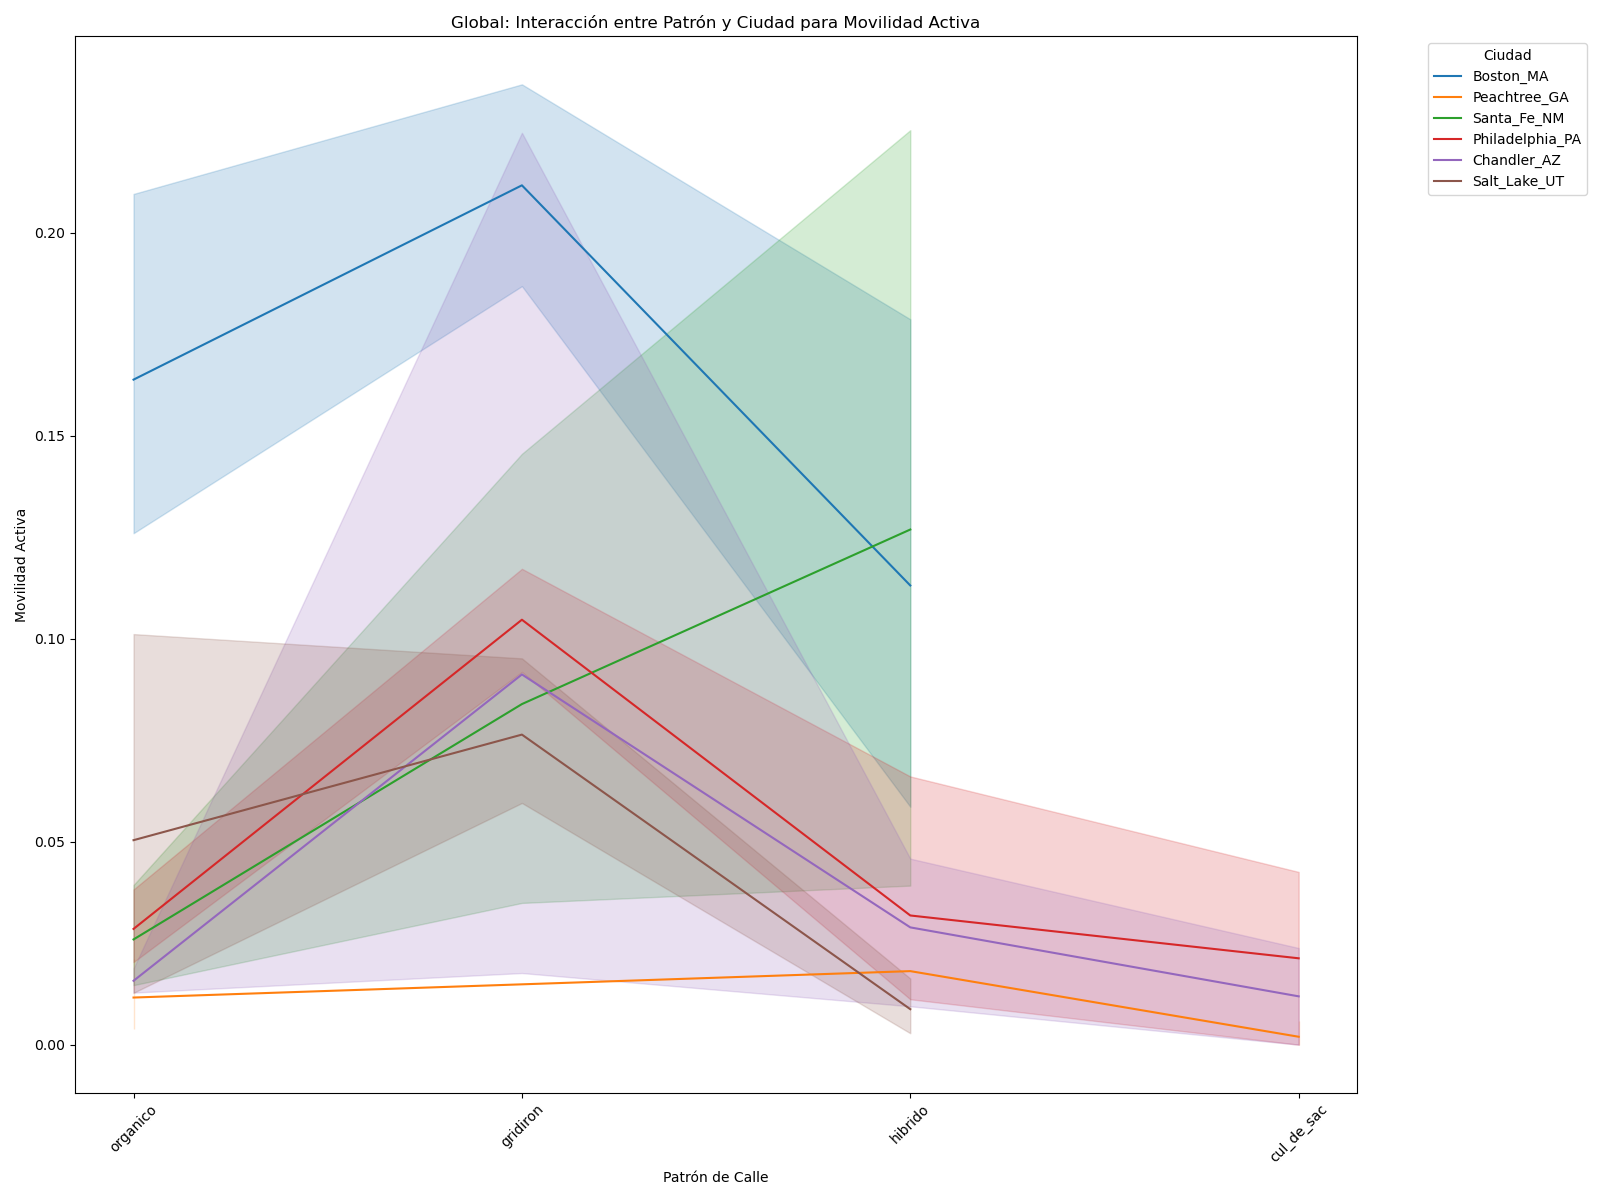 Global: Interacción entre Patrón y Ciudad para Movilidad Activa
Ciudad
Boston_MA
Peachtree_GA
Santa_Fe_NM
Philadelphia_PA
Chandler_AZ
Salt_Lake_UT
Movilidad Activa
0.20
0.15
0.10
0.05
0.00
organico
gridiron
hibrido
cul_de_sac
Patrón de Calle